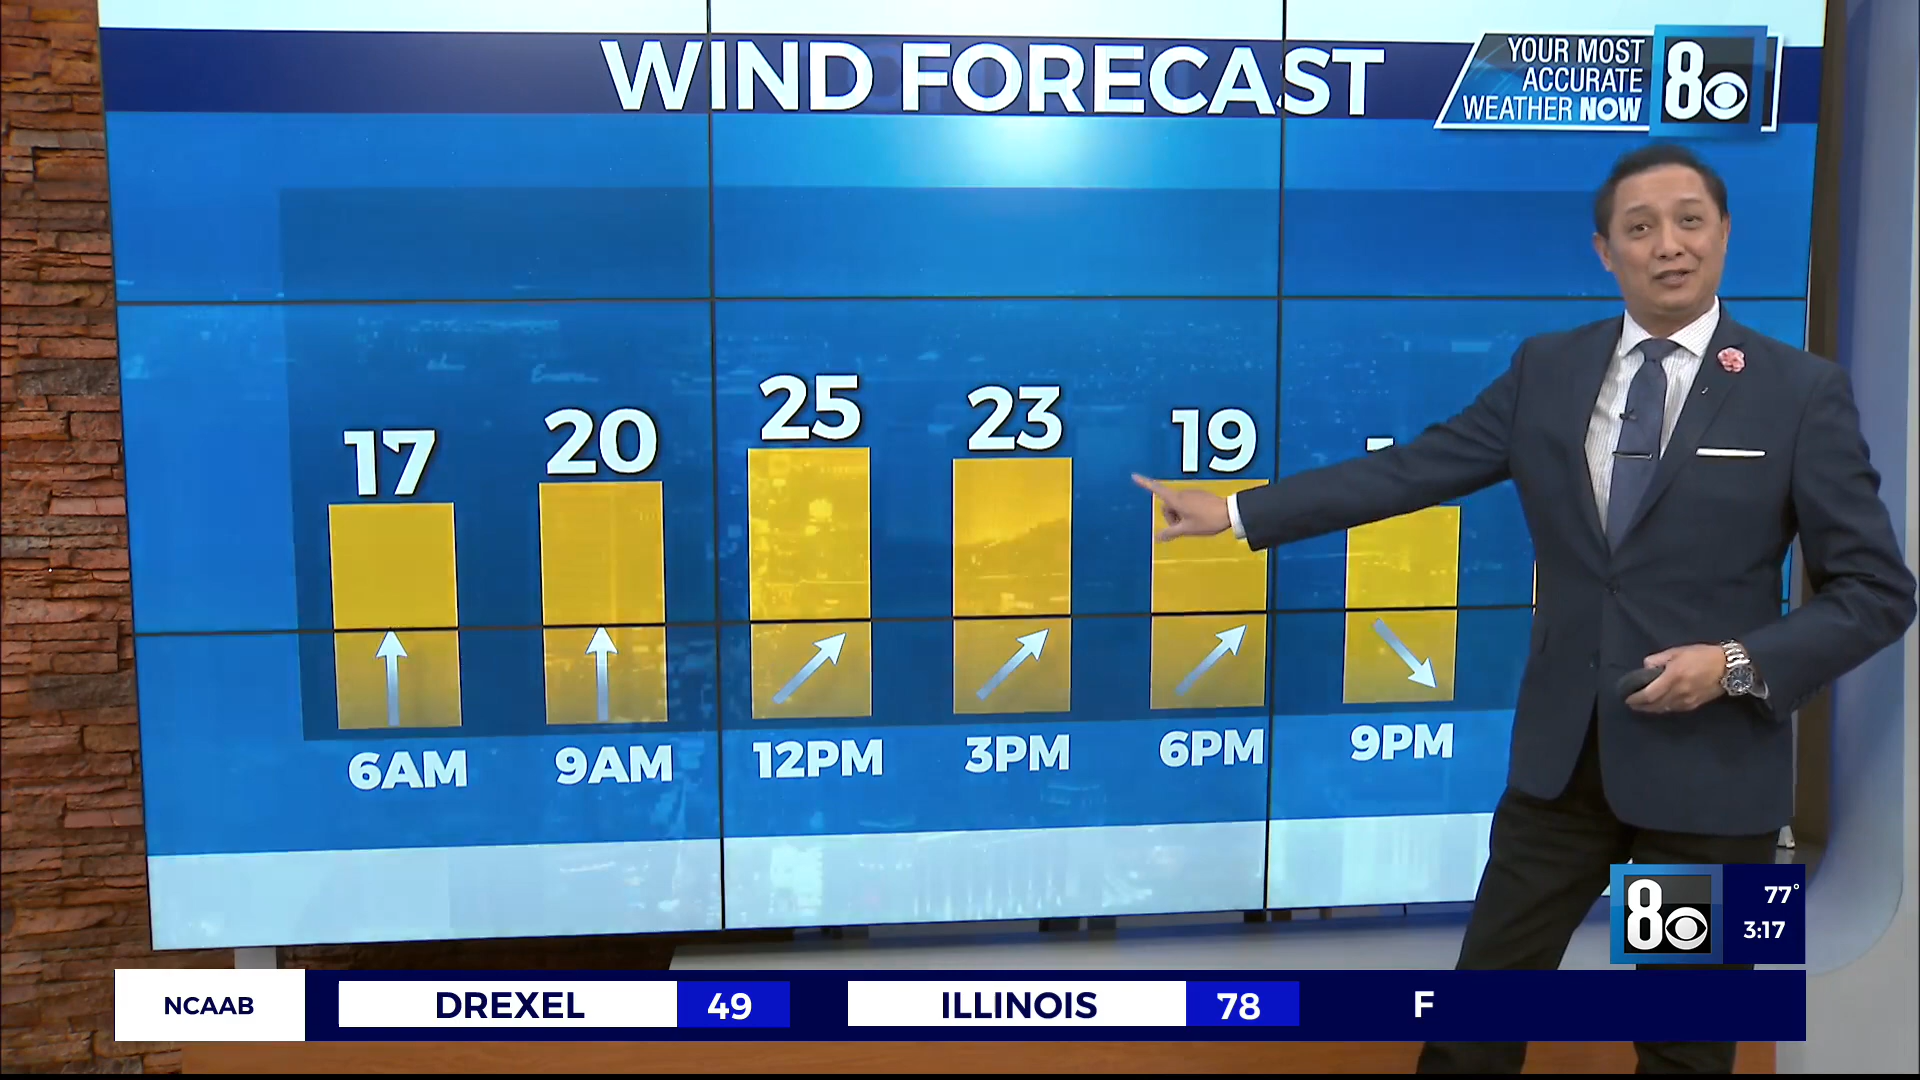 WIND FORECAST
YOUR MOST
ACCURATE
WEATHER NOW
8
17 20 25 23 19
6AM 9AM 12PM 3PM 6PM 9PM
8
77°
3:17
NCAAB DREXEL 49 ILLINOIS 78 F